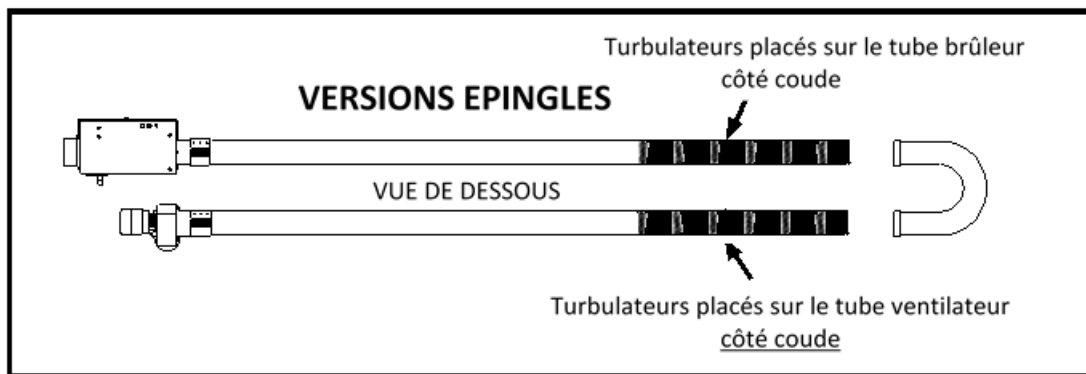 Turbulateurs placés sur le tube brûleur
côté coude
VERSIONS EPINGLES
VUE DE DESSOUS
Turbulateurs placés sur le tube ventilateur
côté coude